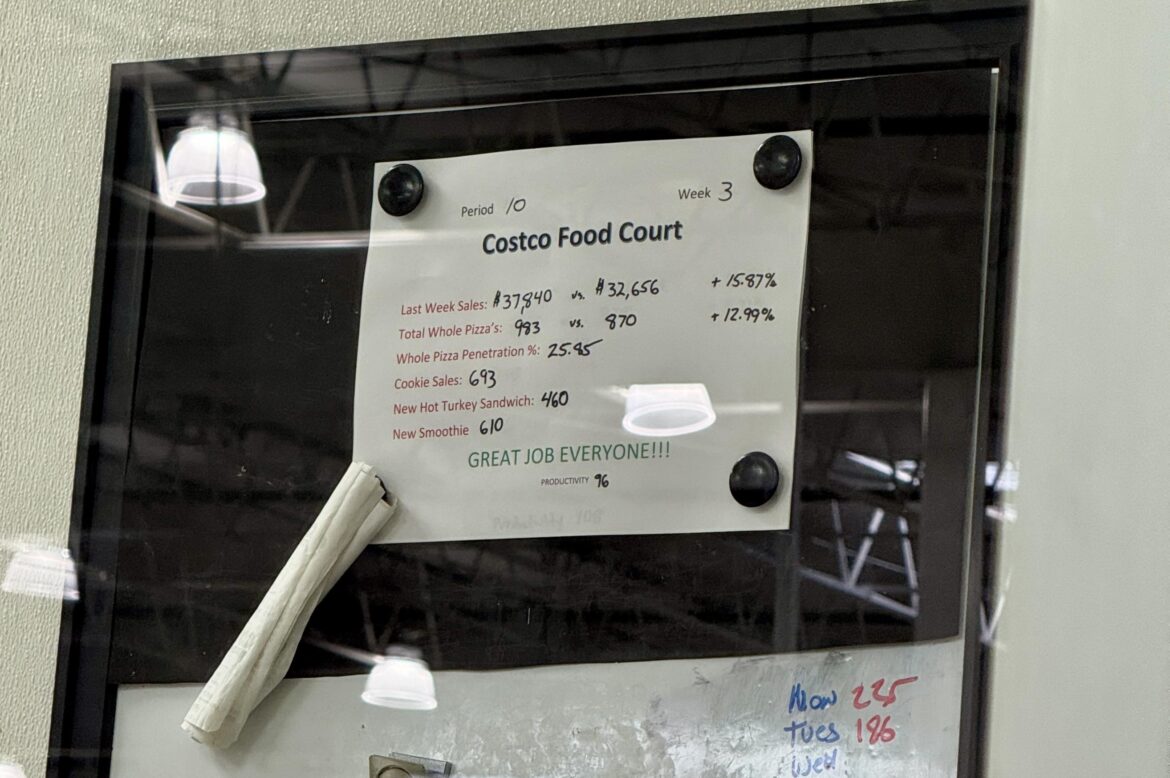 Period 10 Week 3
Costco Food Court
Last Week Sales: $37,840 vs. $32,656 + 15.87%
Total Whole Pizza's: 983 vs. 870 + 12.99%
Whole Pizza Penetration %: 25.95
Cookie Sales: 693
New Hot Turkey Sandwich: 460
New Smoothie 610
GREAT JOB EVERYONE!!!
PRODUCTIVITY 96
Mon 225
Tues 186
Wed